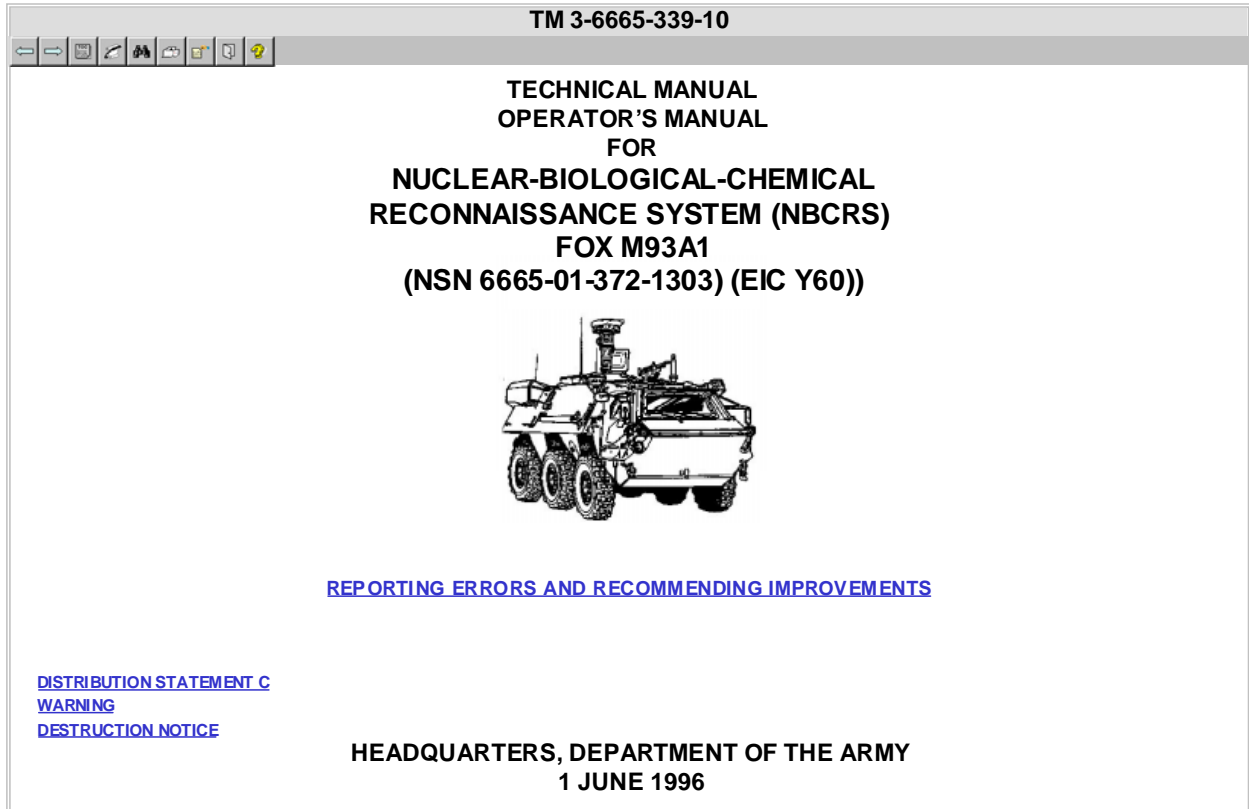 TM 3-6665-339-10
TECHNICAL MANUAL
OPERATOR'S MANUAL
FOR
NUCLEAR-BIOLOGICAL-CHEMICAL
RECONNAISSANCE SYSTEM (NBCRS)
FOX M93A1
(NSN 6665-01-372-1303) (EIC Y60))
REPORTING ERRORS AND RECOMMENDING IMPROVEMENTS
DISTRIBUTION STATEMENT C
WARNING
DESTRUCTION NOTICE
HEADQUARTERS, DEPARTMENT OF THE ARMY
1 JUNE 1996